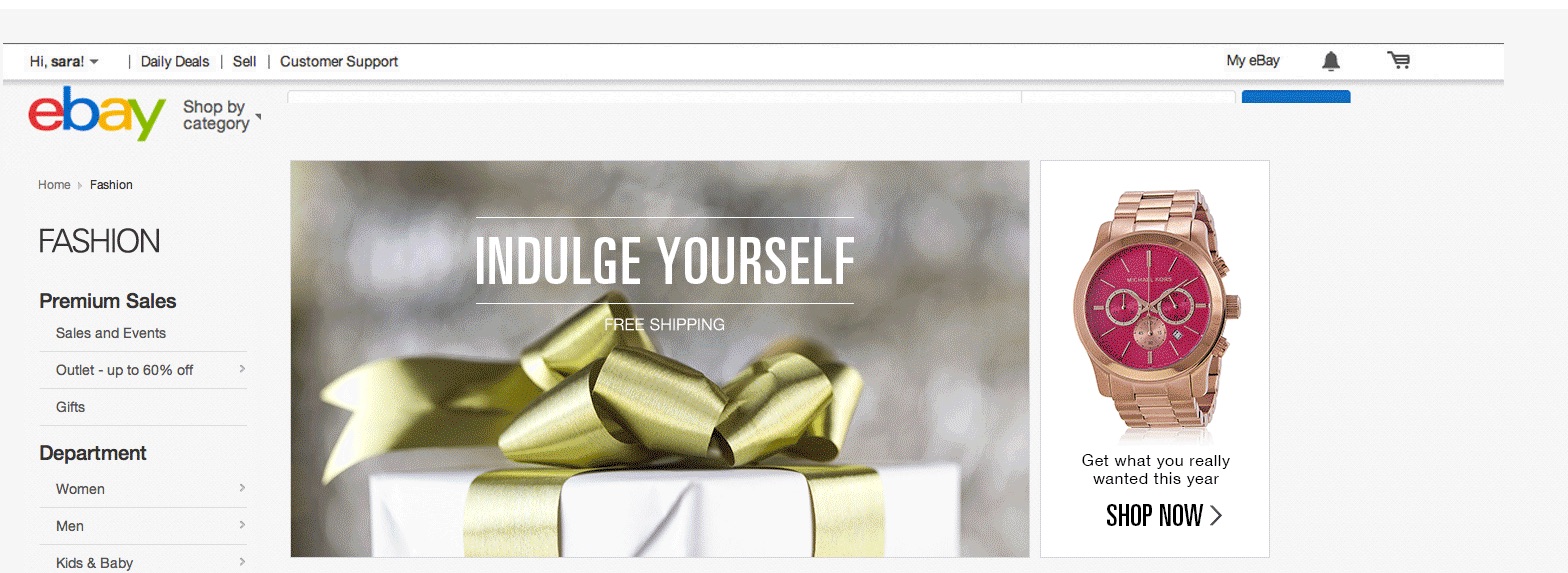 Hi, sara!
| Daily Deals | Sell | Customer Support
My eBay
ebay
Shop by
category
Home Fashion
FASHION
Premium Sales
Sales and Events
Outlet - up to 60% off
Gifts
Department
Women
Men
Kids & Baby
INDULGE YOURSELF
FREE SHIPPING
MICHAEL KORS
Get what you really
wanted this year
SHOP NOW